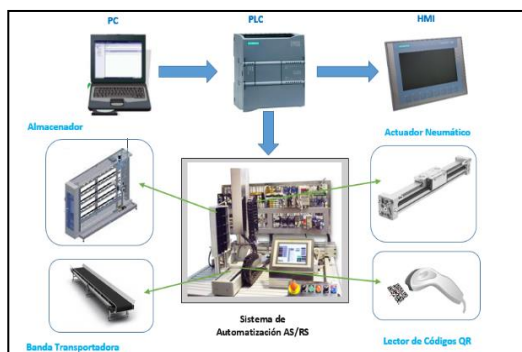 PC
PLC
HMI
Almacenador
Actuador Neumático
Sistema de
Automatización AS/RS
Banda Transportadora
Lector de Códigos QR